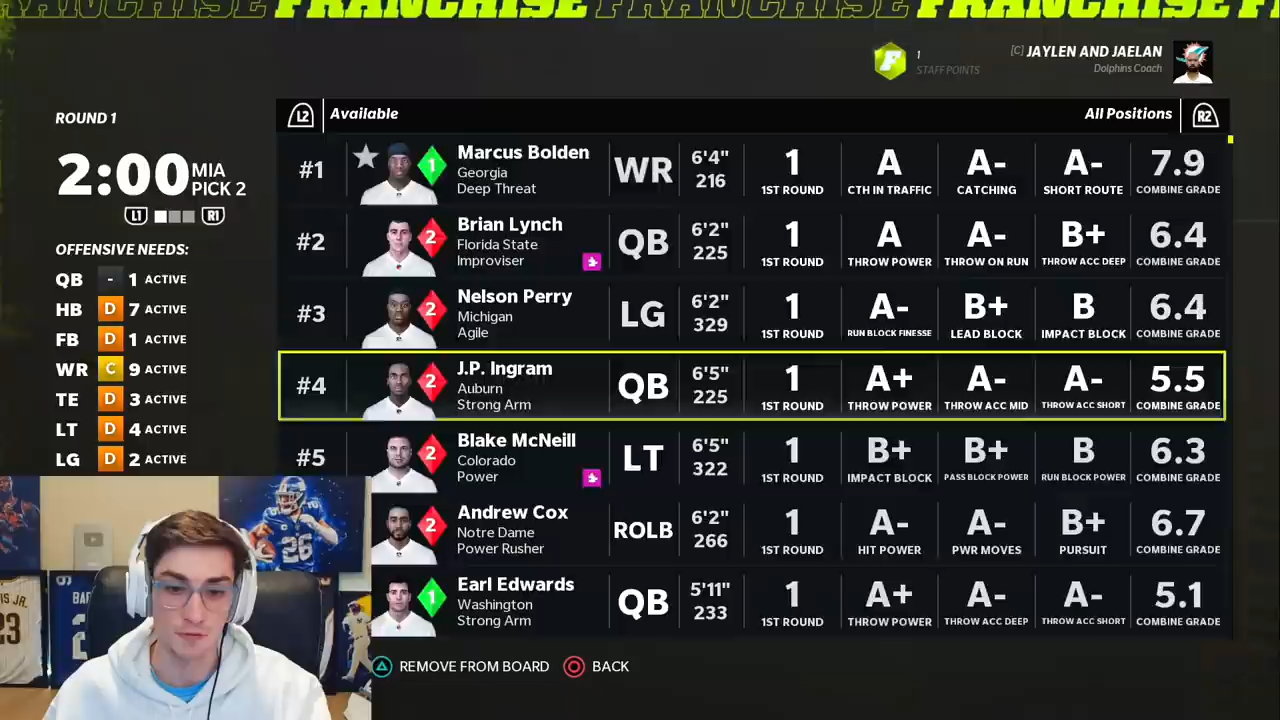 FRANCHISE FRANCHISE FRANCHISE FRANCHISE F
1
STAFF POINTS
[C] JAYLEN AND JAELAN
Dolphins Coach
ROUND 1
2:00 MIA
PICK 2
L1 R1
OFFENSIVE NEEDS:
QB - 1 ACTIVE
HB D 7 ACTIVE
FB D 1 ACTIVE
WR C 9 ACTIVE
TE D 3 ACTIVE
LT D 4 ACTIVE
LG D 2 ACTIVE
L2 Available All Positions R2
#1 1 Marcus Bolden
Georgia
Deep Threat
WR 6'4" 216
1 A A- A- 7.9
1ST ROUND CTH IN TRAFFIC CATCHING SHORT ROUTE COMBINE GRADE
#2 2 Brian Lynch
Florida State
Improviser
QB 6'2" 225
1 A A- B+ 6.4
1ST ROUND THROW POWER THROW ON RUN THROW ACC DEEP COMBINE GRADE
#3 2 Nelson Perry
Michigan
Agile
LG 6'2" 329
1 A- B+ B 6.4
1ST ROUND RUN BLOCK FINESSE LEAD BLOCK IMPACT BLOCK COMBINE GRADE
#4 2 J.P. Ingram
Auburn
Strong Arm
QB 6'5" 225
1 A+ A- A- 5.5
1ST ROUND THROW POWER THROW ACC MID THROW ACC SHORT COMBINE GRADE
#5 2 Blake McNeill
Colorado
Power
LT 6'5" 322
1 B+ B+ B 6.3
1ST ROUND IMPACT BLOCK PASS BLOCK POWER RUN BLOCK POWER COMBINE GRADE
2 Andrew Cox
Notre Dame
Power Rusher
ROLB 6'2" 266
1 A- A- B+ 6.7
1ST ROUND HIT POWER PWR MOVES PURSUIT COMBINE GRADE
1 Earl Edwards
Washington
Strong Arm
QB 5'11" 233
1 A+ A- A- 5.1
1ST ROUND THROW POWER THROW ACC DEEP THROW ACC SHORT COMBINE GRADE
REMOVE FROM BOARD BACK
26
IS JR.
23
BAR